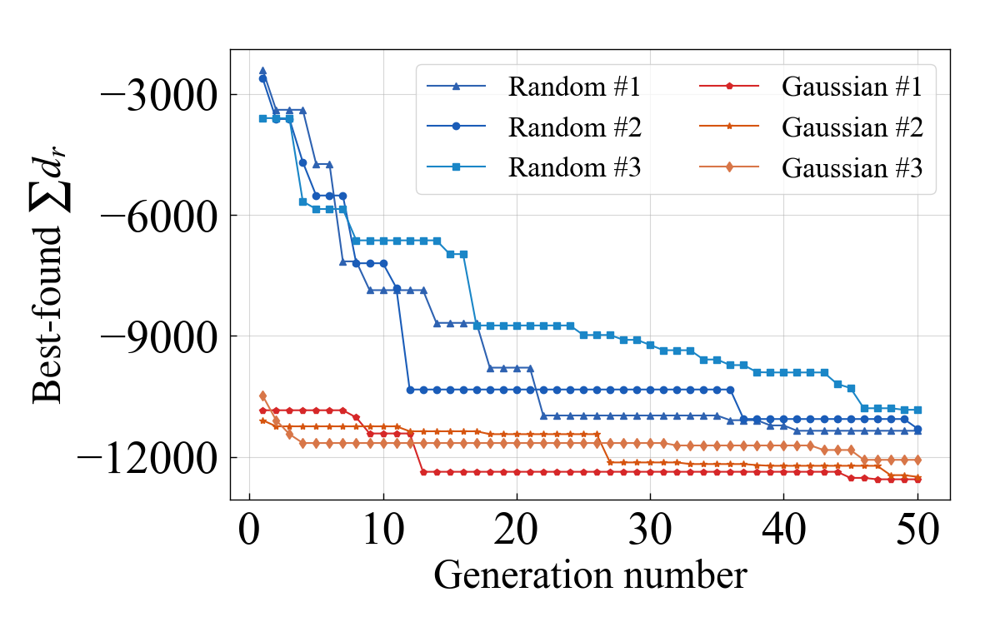 Random #1
Random #2
Random #3
Gaussian #1
Gaussian #2
Gaussian #3
Best-found ∑dᵣ
−3000
−6000
−9000
−12000
0 10 20 30 40 50
Generation number